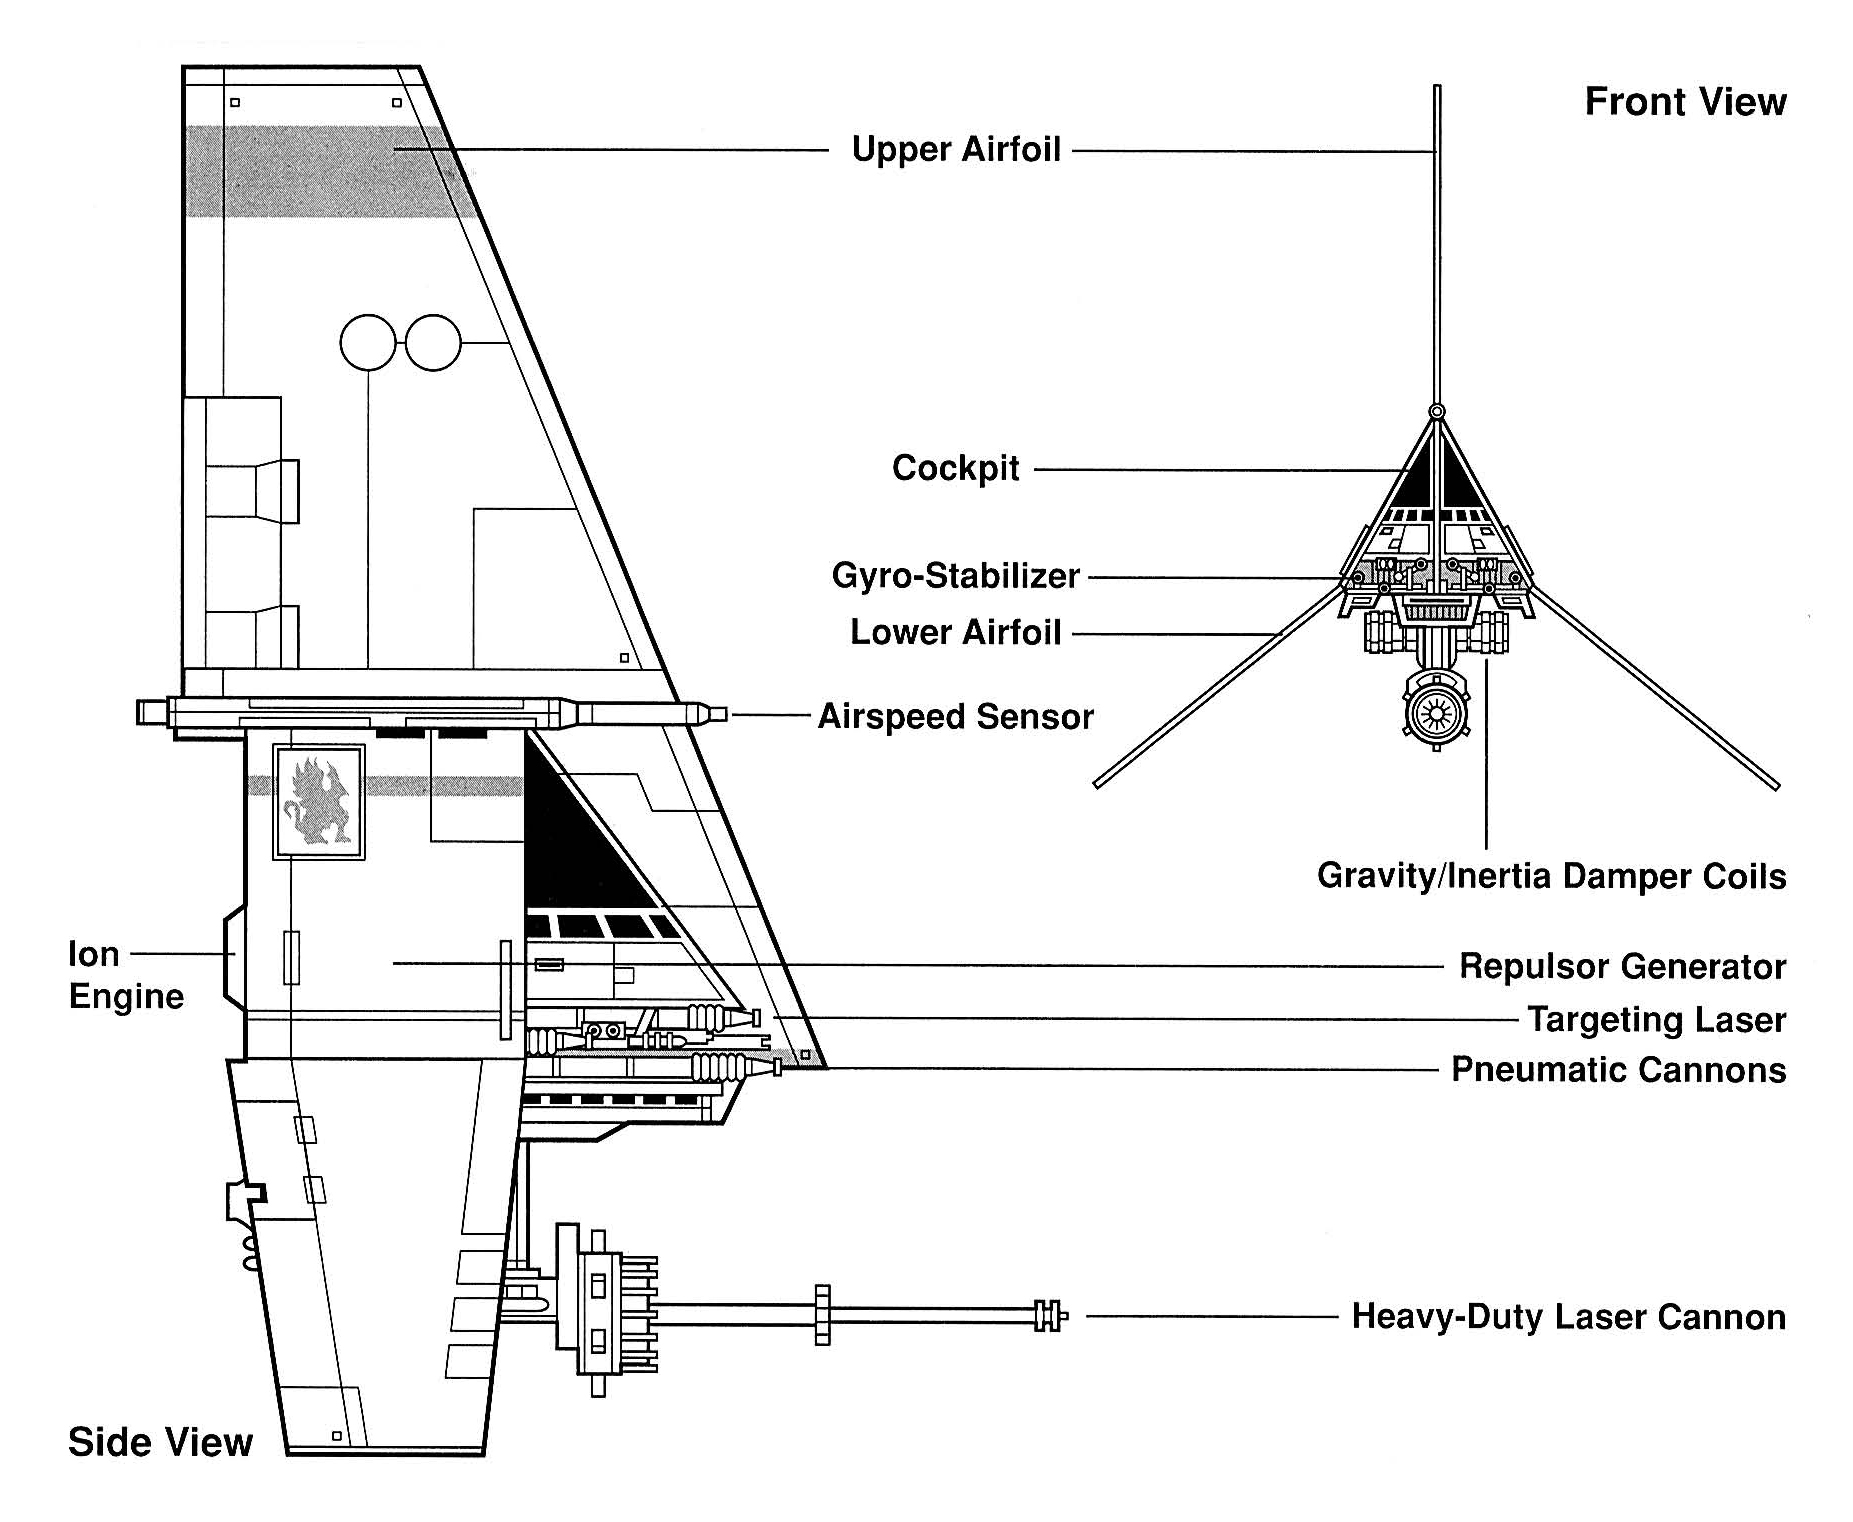 Front View
Upper Airfoil
Cockpit
Gyro-Stabilizer
Lower Airfoil
Airspeed Sensor
Gravity/Inertia Damper Coils
Ion
Engine
Repulsor Generator
Targeting Laser
Pneumatic Cannons
Heavy-Duty Laser Cannon
Side View